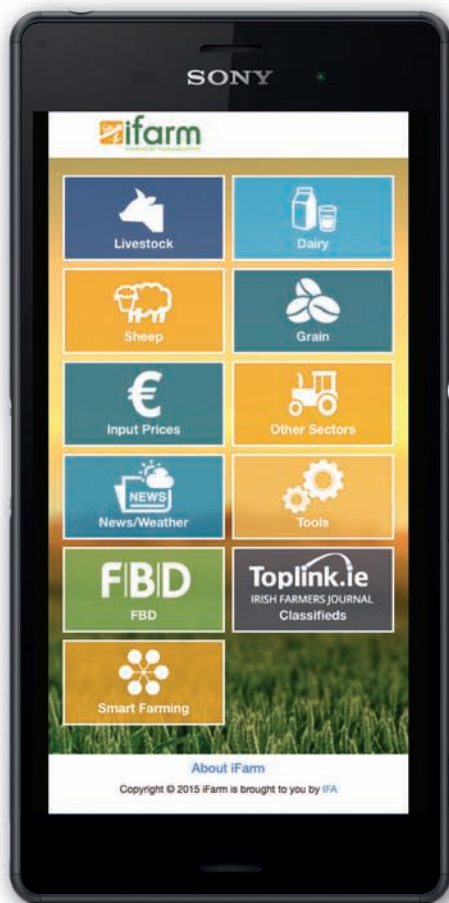 SONY
ifarm
Livestock
Dairy
Sheep
Grain
€
Input Prices
Other Sectors
NEWS
News/Weather
Tools
FBD
FBD
Toplink.ie
IRISH FARMERS JOURNAL
Classifieds
Smart Farming
About iFarm
Copyright © 2015 iFarm is brought to you by IFA